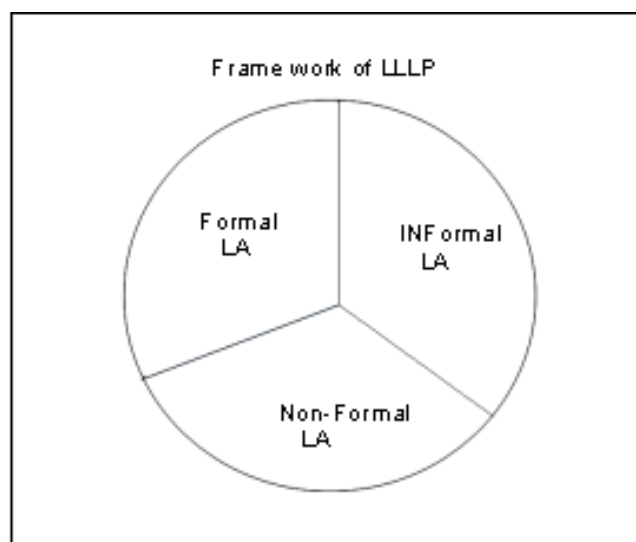 Frame work of LLLP
Formal
LA
INFormal
LA
Non-Formal
LA